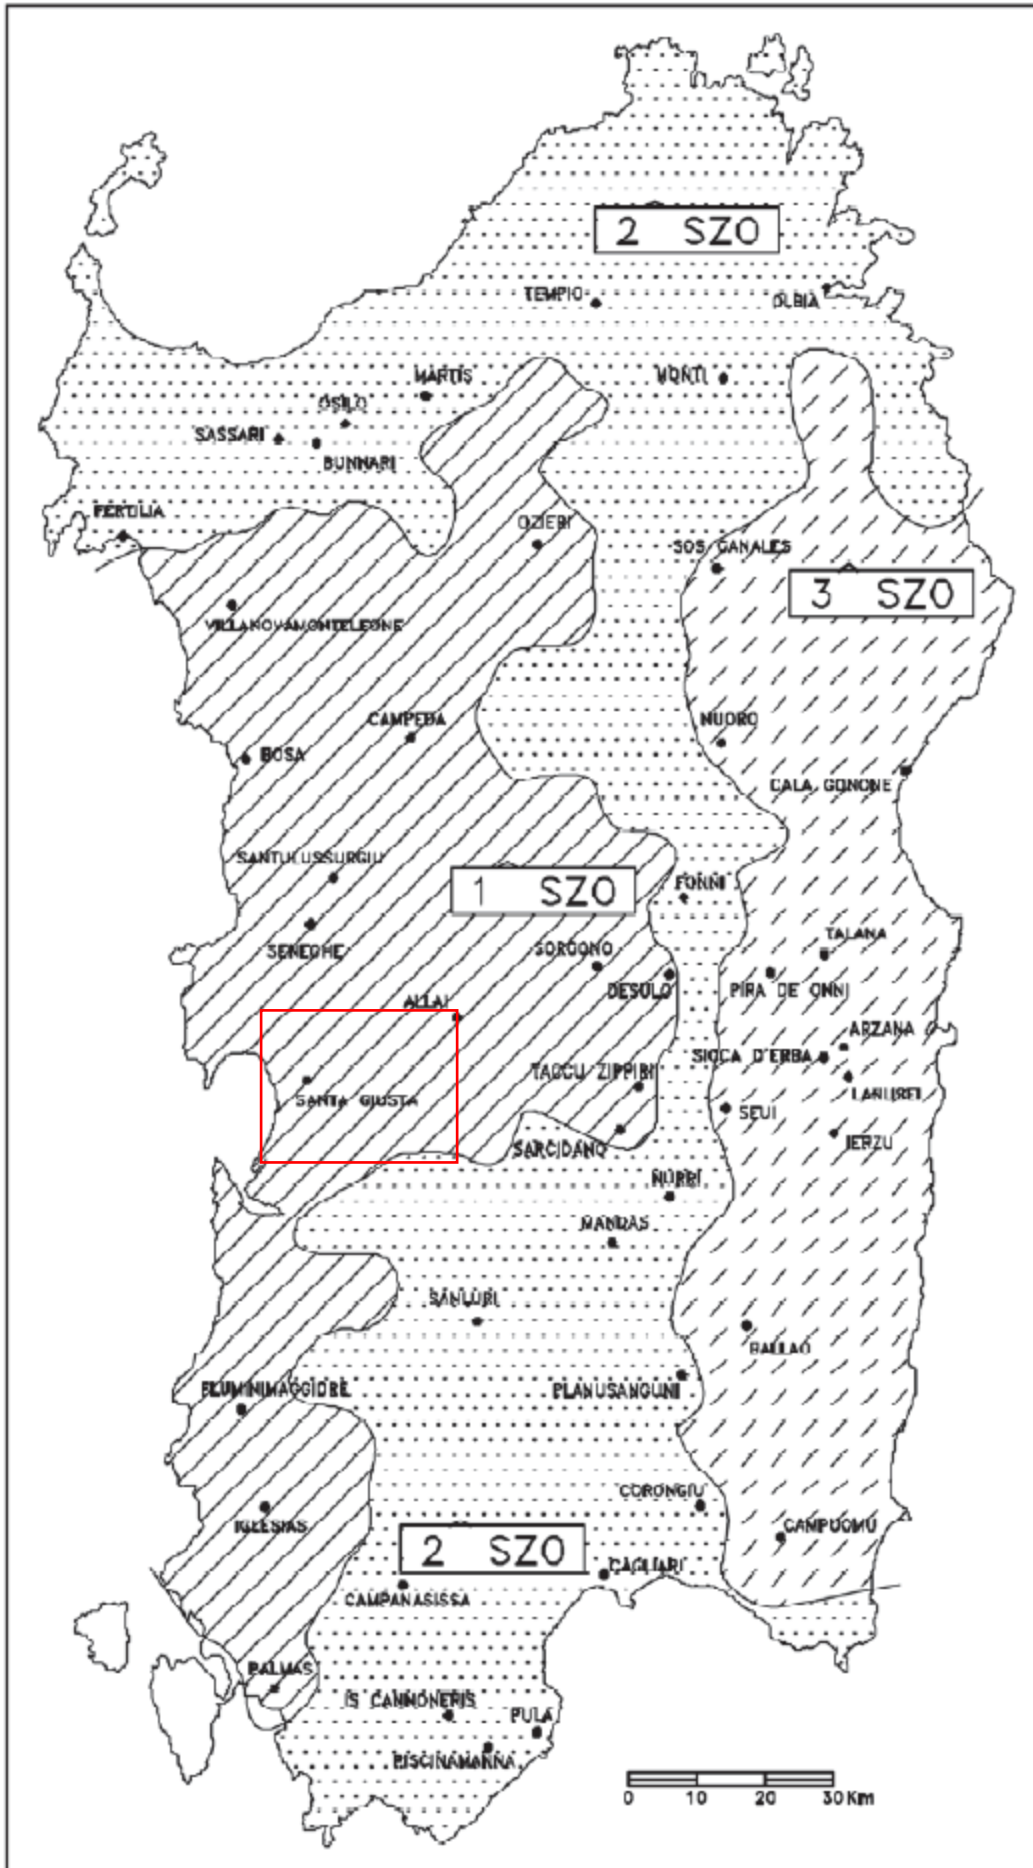 2 SZO
TEMPIO
OLBIA
MARTIS
MONTI
OSILO
SASSARI
BUNNARI
FERTILIA
OZIERI
SOS CANALES
3 SZO
VILLANOVAMONTELEONE
CAMPEDA
NUORO
BOSA
CALA GONONE
SANTULUSSURGIU
1 SZO
FONNI
SENEGHE
SORGONO
TALANA
DESULO
PIRA DE ONNI
ALLAI
ARZANA
SICCA D'ERBA
TACCU ZIPPIRI
SANTA GIUSTA
LANUSEI
SEUI
JERZU
SARCIDANO
NURRI
MANDAS
SANLURI
BALLAO
FLUMINIMAGGIORE
PLANUSANGUNI
CORONGIU
IGLESIAS
CAMPUOMU
2 SZO
CAGLIARI
CAMPANASISSA
PALMAS
IS CANNONERIS
PULA
PISCINAMANNA
0 10 20 30 Km